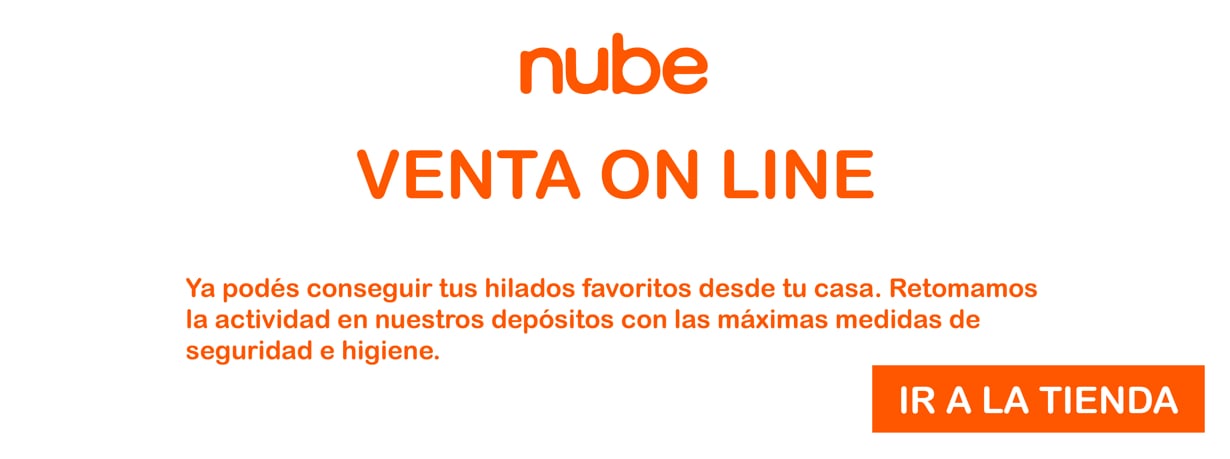 nube
VENTA ON LINE
Ya podés conseguir tus hilados favoritos desde tu casa. Retomamos
la actividad en nuestros depósitos con las máximas medidas de
seguridad e higiene.
IR A LA TIENDA